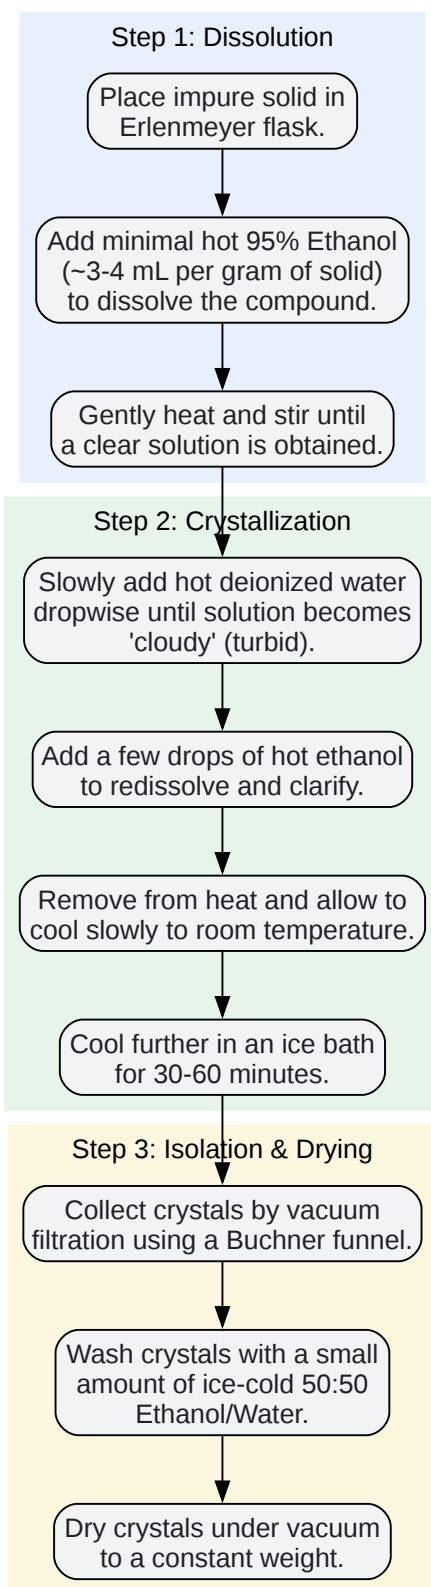 Step 1: Dissolution
Place impure solid in
Erlenmeyer flask.
Add minimal hot 95% Ethanol
(~3-4 mL per gram of solid)
to dissolve the compound.
Gently heat and stir until
a clear solution is obtained.
Step 2: Crystallization
Slowly add hot deionized water
dropwise until solution becomes
'cloudy' (turbid).
Add a few drops of hot ethanol
to redissolve and clarify.
Remove from heat and allow to
cool slowly to room temperature.
Cool further in an ice bath
for 30-60 minutes.
Step 3: Isolation & Drying
Collect crystals by vacuum
filtration using a Buchner funnel.
Wash crystals with a small
amount of ice-cold 50:50
Ethanol/Water.
Dry crystals under vacuum
to a constant weight.